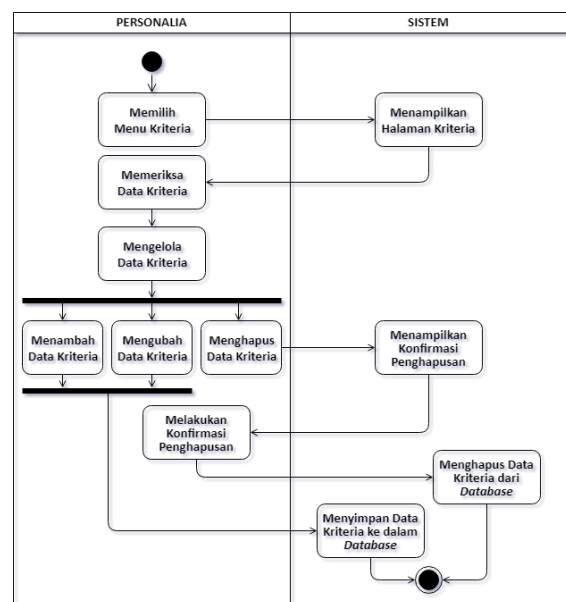 PERSONALIA
SISTEM
Memilih
Menu Kriteria
Menampilkan
Halaman Kriteria
Memeriksa
Data Kriteria
Mengelola
Data Kriteria
Menambah
Data Kriteria
Mengubah
Data Kriteria
Menghapus
Data Kriteria
Menampilkan
Konfirmasi
Penghapusan
Melakukan
Konfirmasi
Penghapusan
Menghapus Data
Kriteria dari
Database
Menyimpan Data
Kriteria ke dalam
Database